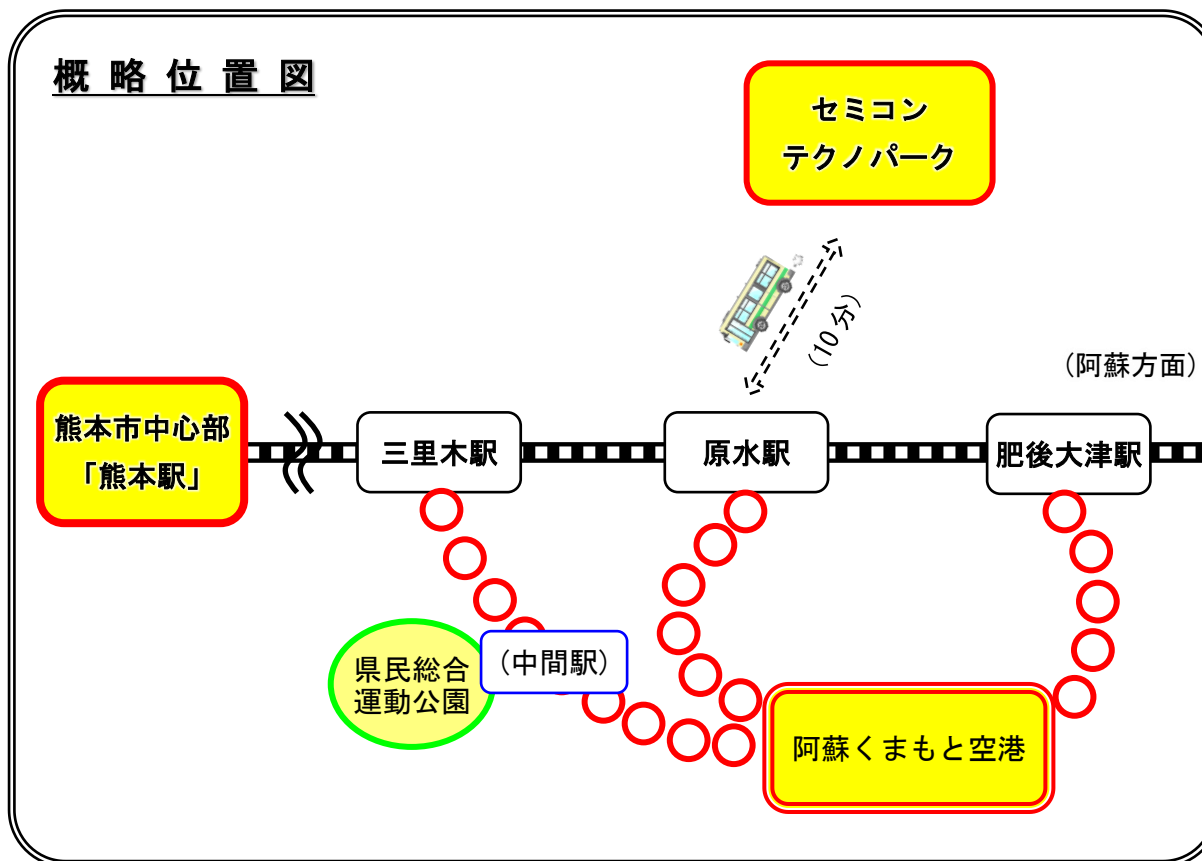 概略位置図
セミコン
テクノパーク
(10分)
(阿蘇方面)
熊本市中心部
「熊本駅」
三里木駅
原水駅
肥後大津駅
県民総合
運動公園
(中間駅)
阿蘇くまもと空港